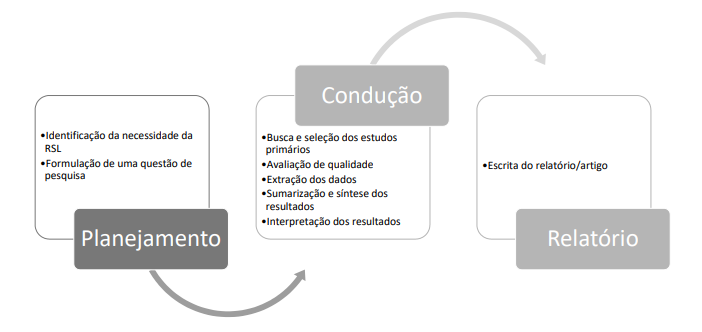 •Identificação da necessidade da
RSL
•Formulação de uma questão de
pesquisa
Planejamento
Condução
•Busca e seleção dos estudos
primários
•Avaliação de qualidade
•Extração dos dados
•Sumarização e síntese dos
resultados
•Interpretação dos resultados
•Escrita do relatório/artigo
Relatório